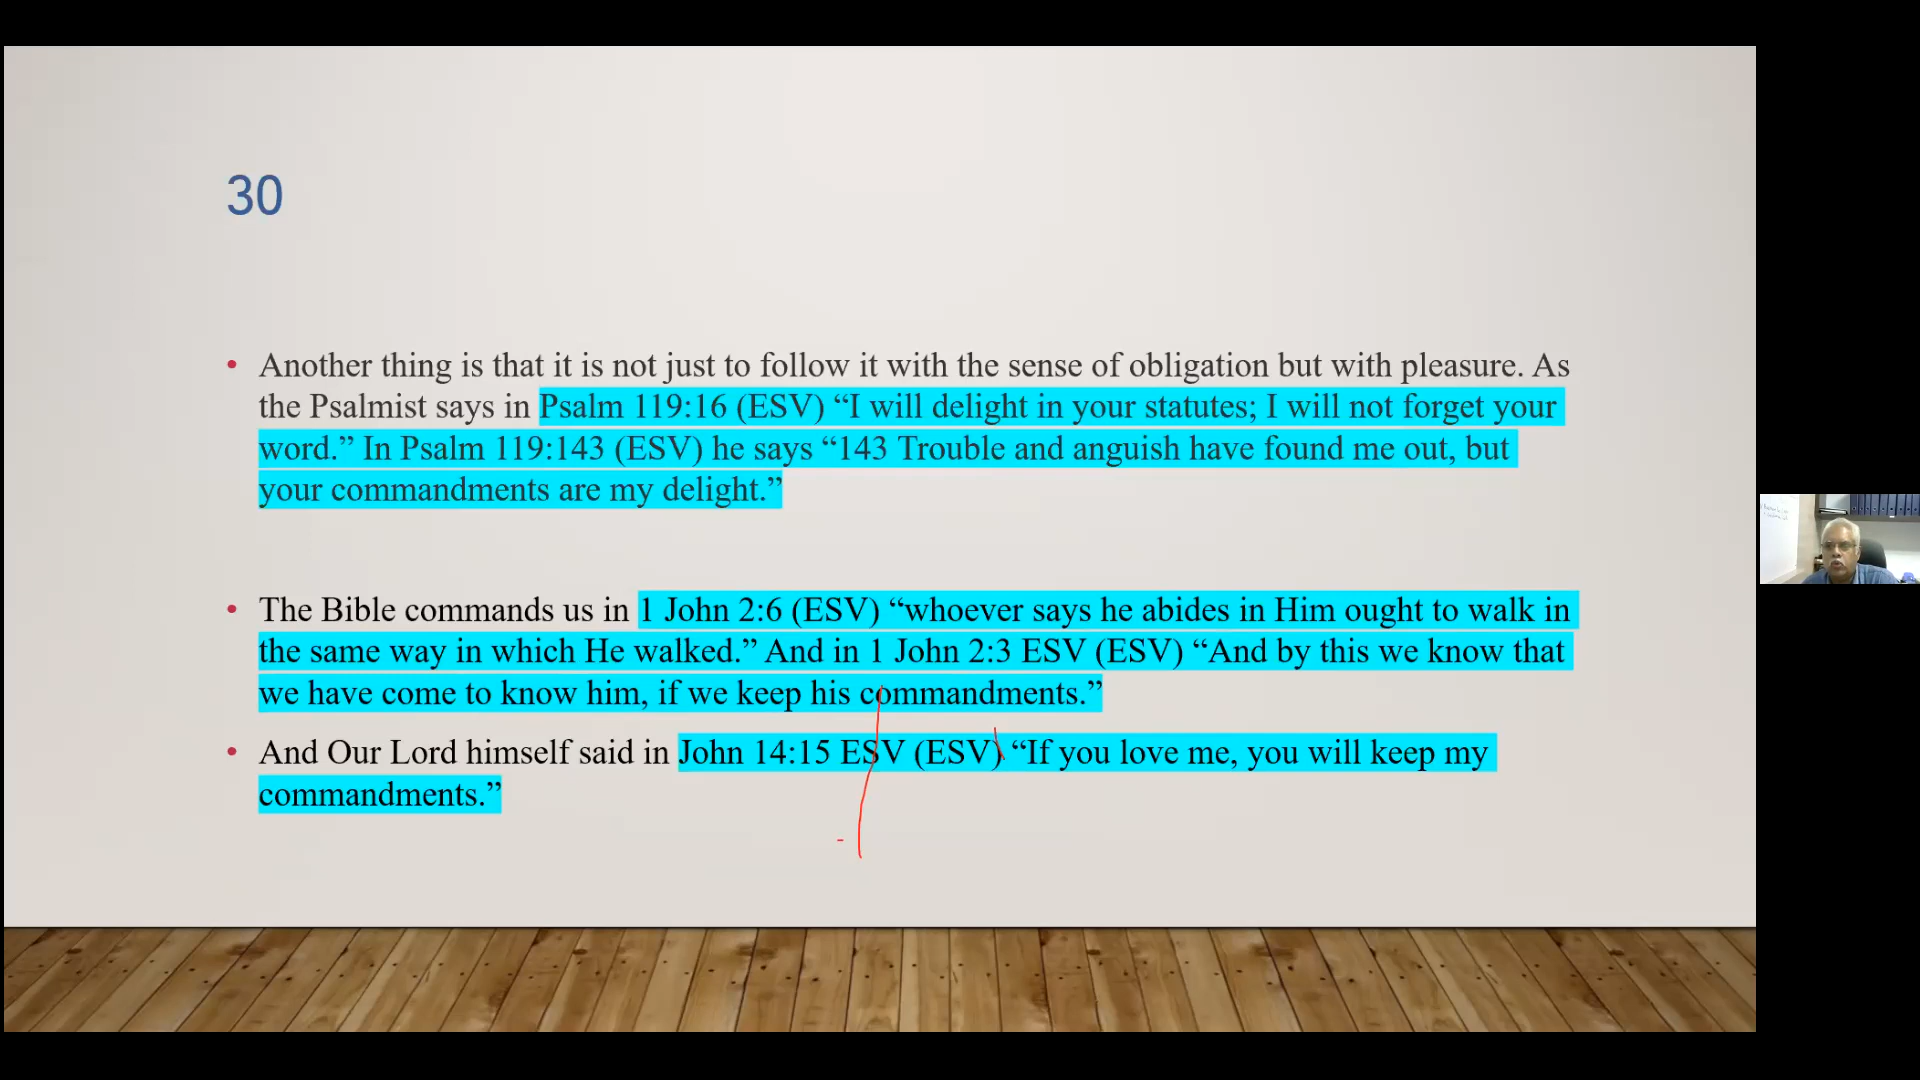 30
• Another thing is that it is not just to follow it with the sense of obligation but with pleasure. As
the Psalmist says in Psalm 119:16 (ESV) “I will delight in your statutes; I will not forget your
word.” In Psalm 119:143 (ESV) he says “143 Trouble and anguish have found me out, but
your commandments are my delight.”
• The Bible commands us in 1 John 2:6 (ESV) “whoever says he abides in Him ought to walk in
the same way in which He walked.” And in 1 John 2:3 ESV (ESV) “And by this we know that
we have come to know him, if we keep his commandments.”
• And Our Lord himself said in John 14:15 ESV (ESV) “If you love me, you will keep my
commandments.”